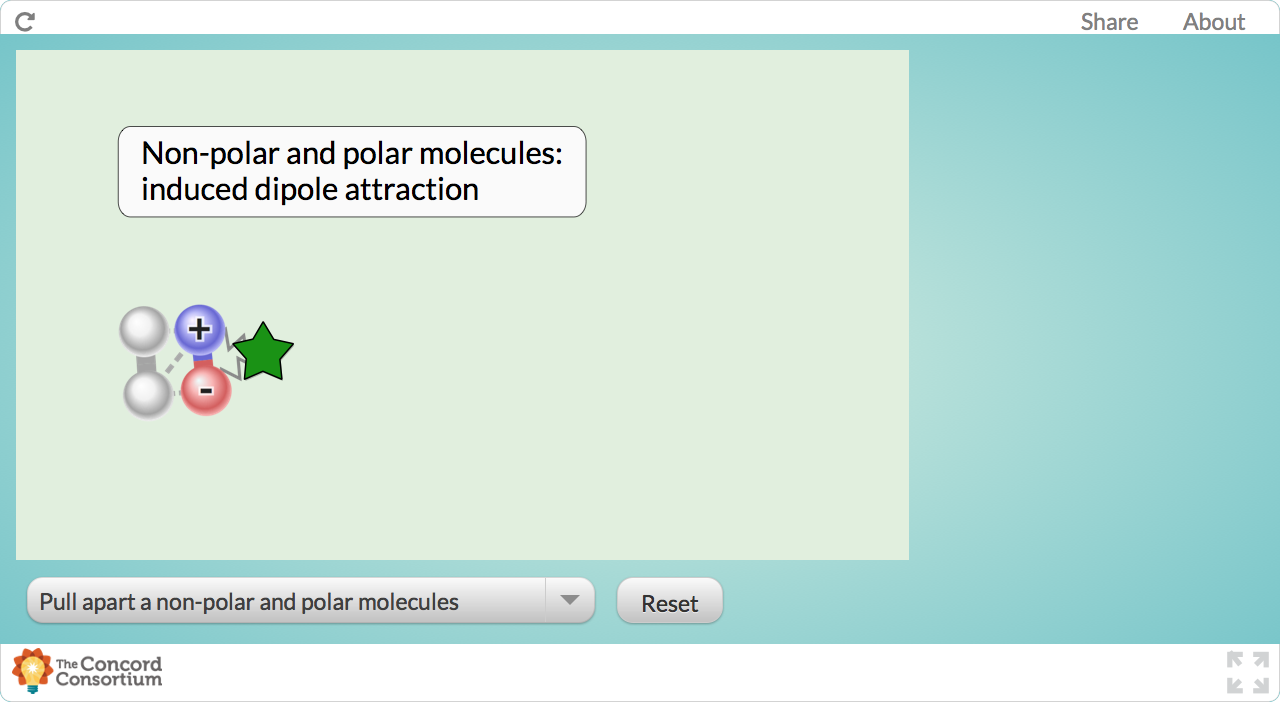 Share About
Non-polar and polar molecules:
induced dipole attraction
+
-
Pull apart a non-polar and polar molecules
Reset
The Concord
Consortium